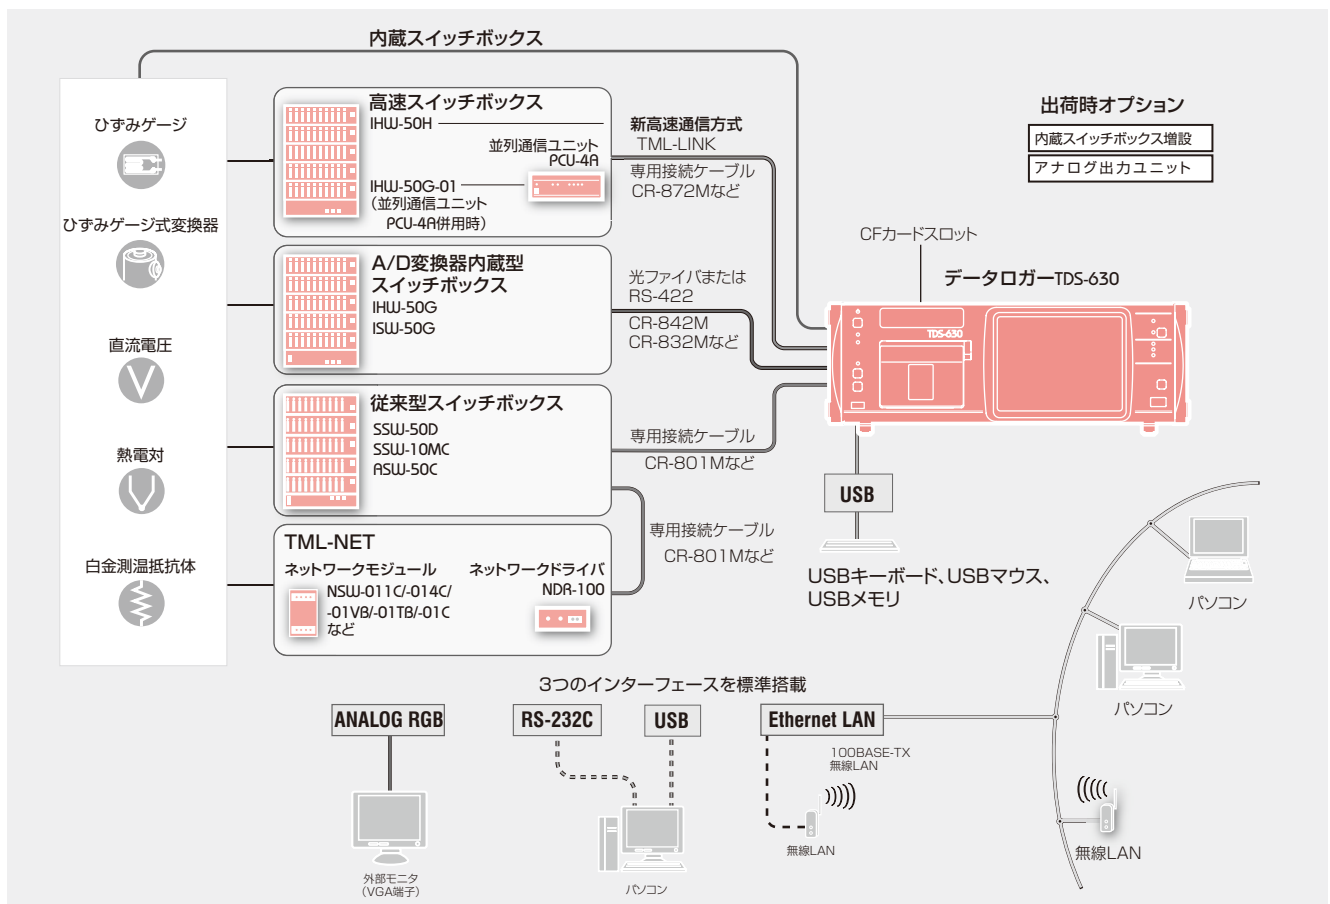 内蔵スイッチボックス
ひずみゲージ
ひずみゲージ式変換器
直流電圧
熱電対
白金測温抵抗体
高速スイッチボックス
IHW-50H
並列通信ユニット
PCU-4A
IHW-50G-01
（並列通信ユニット
PCU-4A併用時）
新高速通信方式
TML-LINK
専用接続ケーブル
CR-872Mなど
A/D変換器内蔵型
スイッチボックス
IHW-50G
ISW-50G
光ファイバまたは
RS-422
CR-842M
CR-832Mなど
従来型スイッチボックス
SSW-50D
SSW-10MC
ASW-50C
専用接続ケーブル
CR-801Mなど
TML-NET
ネットワークモジュール
NSW-011C/-014C/
-01VB/-01TB/-01C
など
ネットワークドライバ
NDR-100
専用接続ケーブル
CR-801Mなど
出荷時オプション
内蔵スイッチボックス増設
アナログ出力ユニット
CFカードスロット
データロガーTDS-630
TDS-630
USB
USBキーボード、USBマウス、
USBメモリ
パソコン
パソコン
無線LAN
3つのインターフェースを標準搭載
ANALOG RGB
RS-232C
USB
Ethernet LAN
100BASE-TX
無線LAN
無線LAN
外部モニタ
（VGA端子）
パソコン